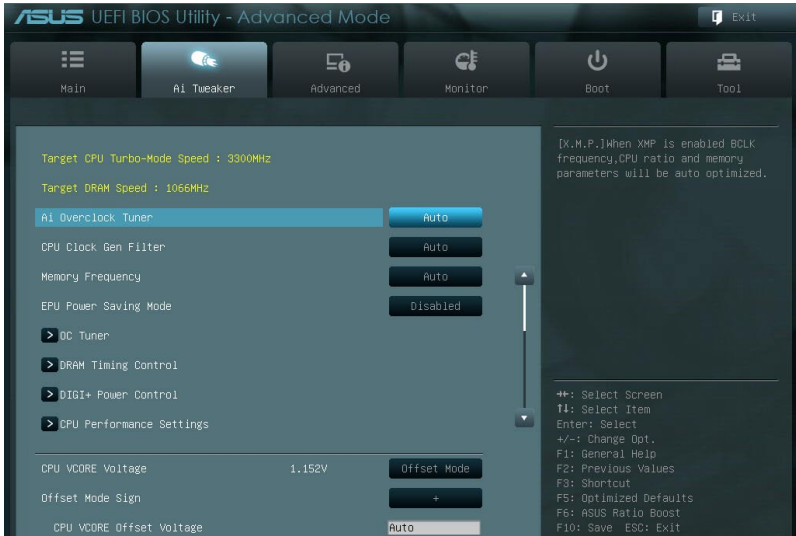 ASUS UEFI BIOS Utility - Advanced Mode
Exit
Main
Ai Tweaker
Advanced
Monitor
Boot
Tool
Target CPU Turbo-Mode Speed : 3300MHz
Target DRAM Speed : 1066MHz
Ai Overclock Tuner Auto
CPU Clock Gen Filter Auto
Memory Frequency Auto
EPU Power Saving Mode Disabled
> OC Tuner
> DRAM Timing Control
> DIGI+ Power Control
> CPU Performance Settings
CPU VCORE Voltage 1.152V Offset Mode
Offset Mode Sign +
CPU VCORE Offset Voltage Auto
[X.M.P.]When XMP is enabled BCLK
frequency,CPU ratio and memory
parameters will be auto optimized.
→←: Select Screen
↑↓: Select Item
Enter: Select
+/-: Change Opt.
F1: General Help
F2: Previous Values
F3: Shortcut
F5: Optimized Defaults
F6: ASUS Ratio Boost
F10: Save ESC: Exit